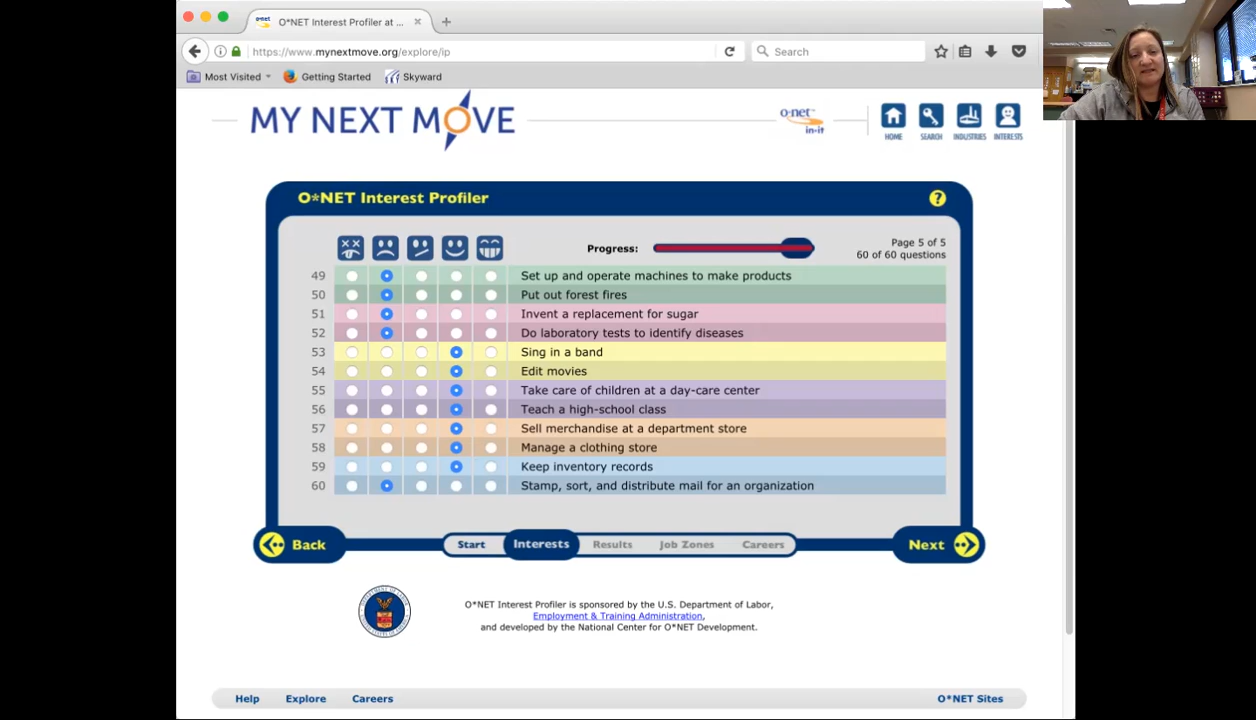 O*NET Interest Profiler at ...
https://www.mynextmove.org/explore/ip
Search
Most Visited
Getting Started
Skyward
MY NEXT MOVE
o·net™
in-it
HOME
SEARCH
INDUSTRIES
INTERESTS
O*NET Interest Profiler
?
Progress:
Page 5 of 5
60 of 60 questions
49 Set up and operate machines to make products
50 Put out forest fires
51 Invent a replacement for sugar
52 Do laboratory tests to identify diseases
53 Sing in a band
54 Edit movies
55 Take care of children at a day-care center
56 Teach a high-school class
57 Sell merchandise at a department store
58 Manage a clothing store
59 Keep inventory records
60 Stamp, sort, and distribute mail for an organization
Back
Start
Interests
Results
Job Zones
Careers
Next
O*NET Interest Profiler is sponsored by the U.S. Department of Labor,
Employment & Training Administration,
and developed by the National Center for O*NET Development.
Help
Explore
Careers
O*NET Sites